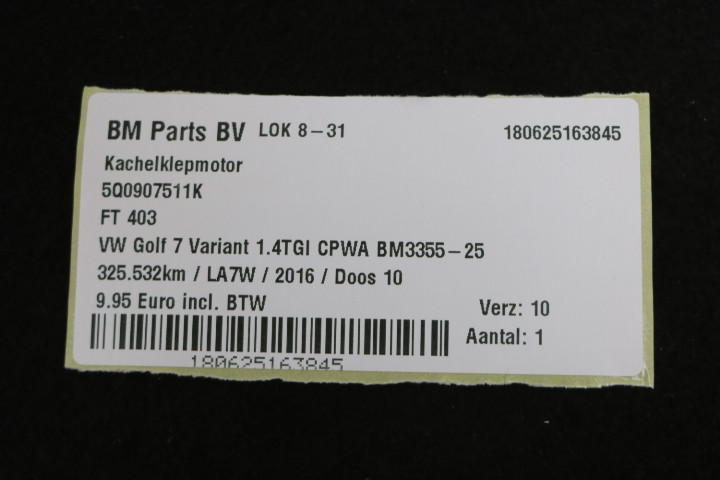 BM Parts BV LOK 8-31 180625163845
Kachelklepmotor
5Q0907511K
FT 403
VW Golf 7 Variant 1.4TGI CPWA BM3355-25
325.532km / LA7W / 2016 / Doos 10
9.95 Euro incl. BTW Verz: 10
Aantal: 1
180625163845